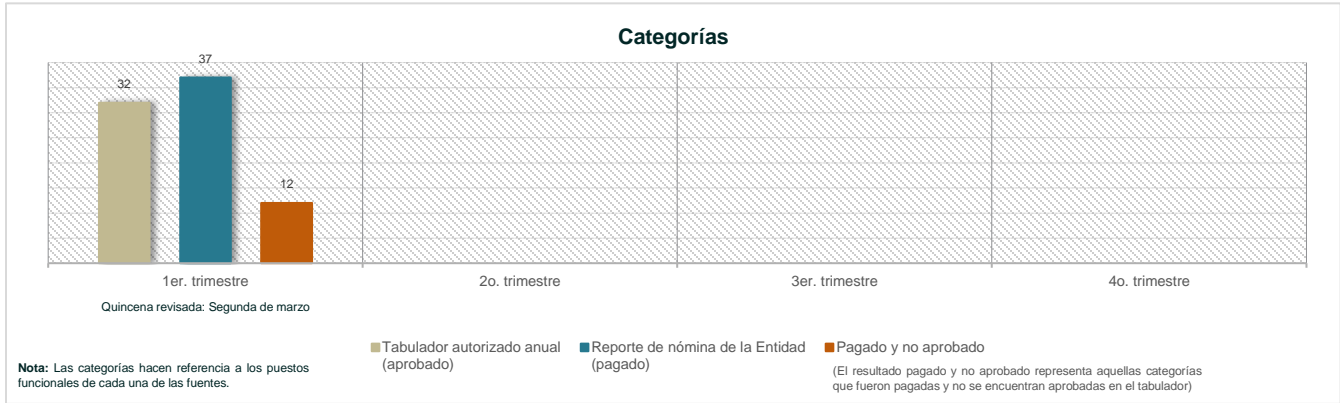 Categorías
32
37
12
1er. trimestre
2o. trimestre
3er. trimestre
4o. trimestre
Quincena revisada: Segunda de marzo
Tabulador autorizado anual
(aprobado)
Reporte de nómina de la Entidad
(pagado)
Pagado y no aprobado
(El resultado pagado y no aprobado representa aquellas categorías
que fueron pagadas y no se encuentran aprobadas en el tabulador)
Nota: Las categorías hacen referencia a los puestos
funcionales de cada una de las fuentes.